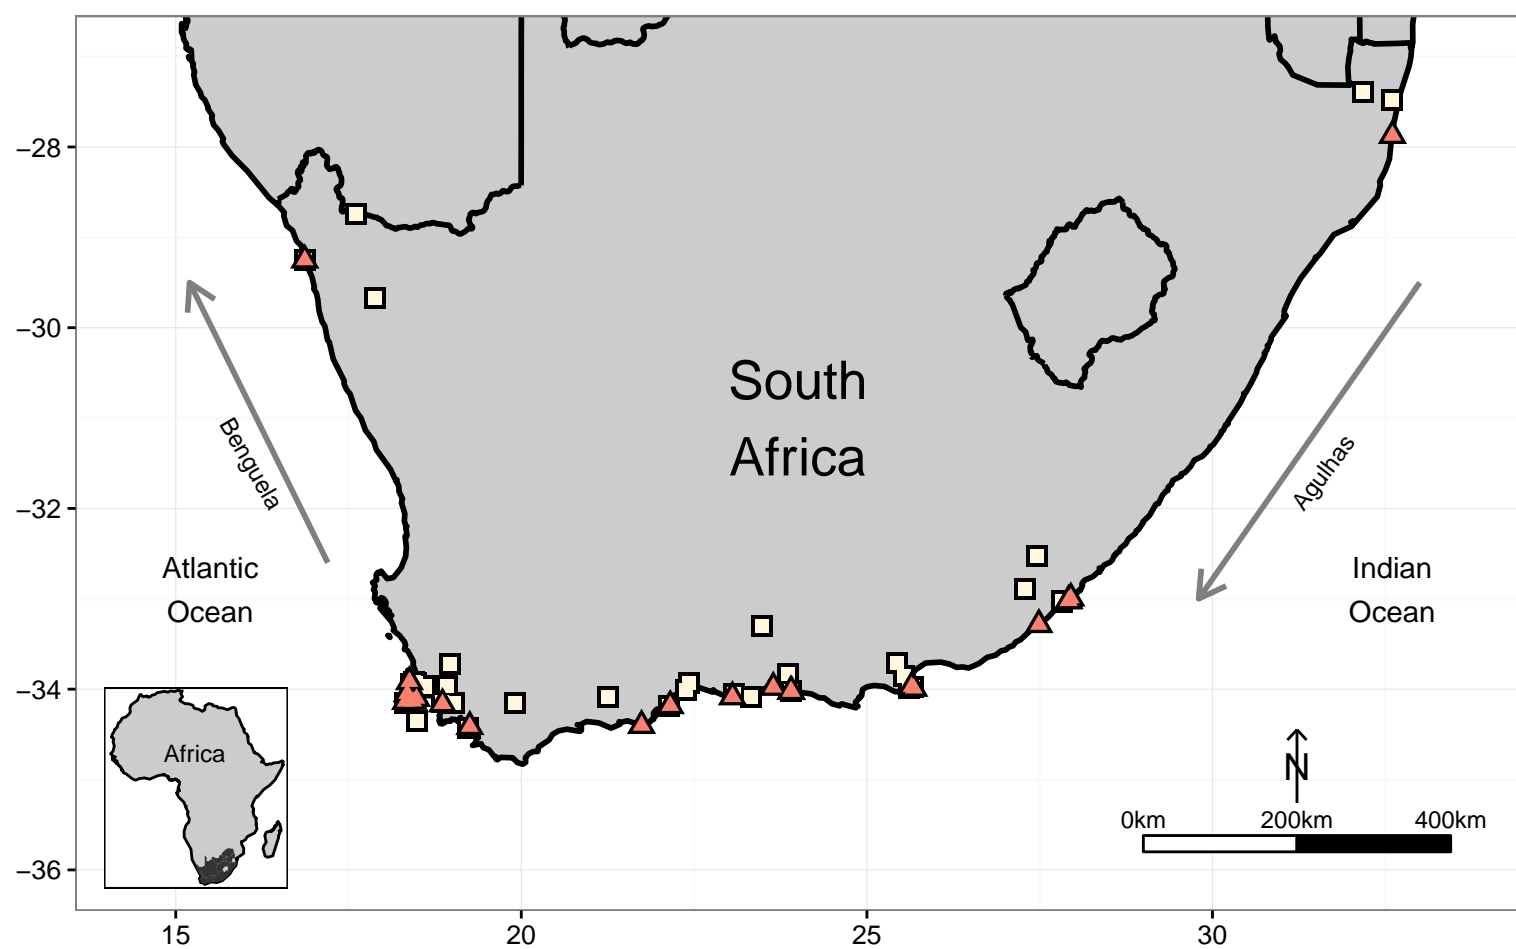 −28
−30
−32
−34
−36
South
Africa
Benguela
Agulhas
Atlantic
Ocean
Indian
Ocean
Africa
N
0km 200km 400km
15 20 25 30